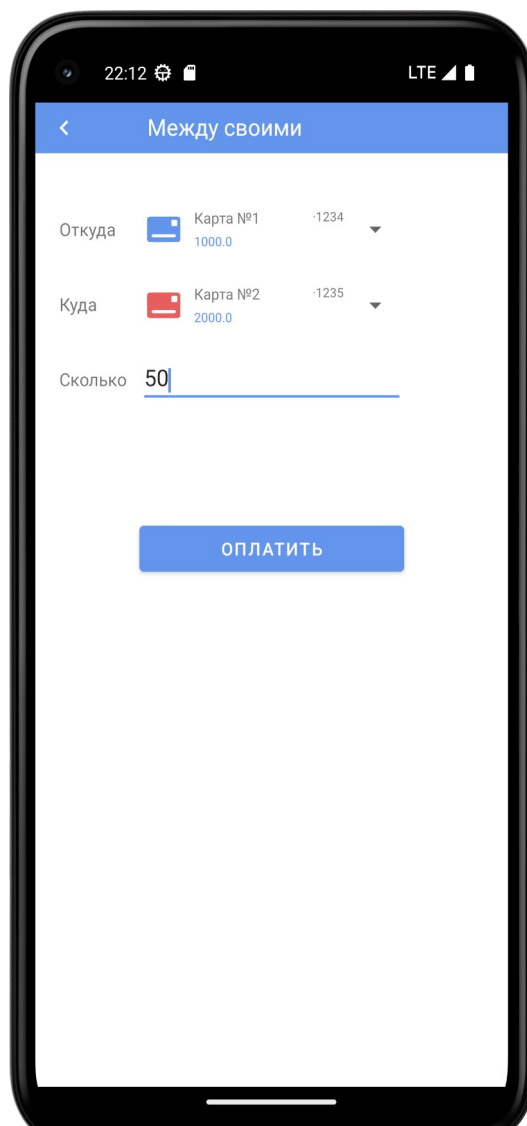 22:12 LTE
Между своими
Откуда Карта №1 ·1234
1000.0
Куда Карта №2 ·1235
2000.0
Сколько 50
ОПЛАТИТЬ